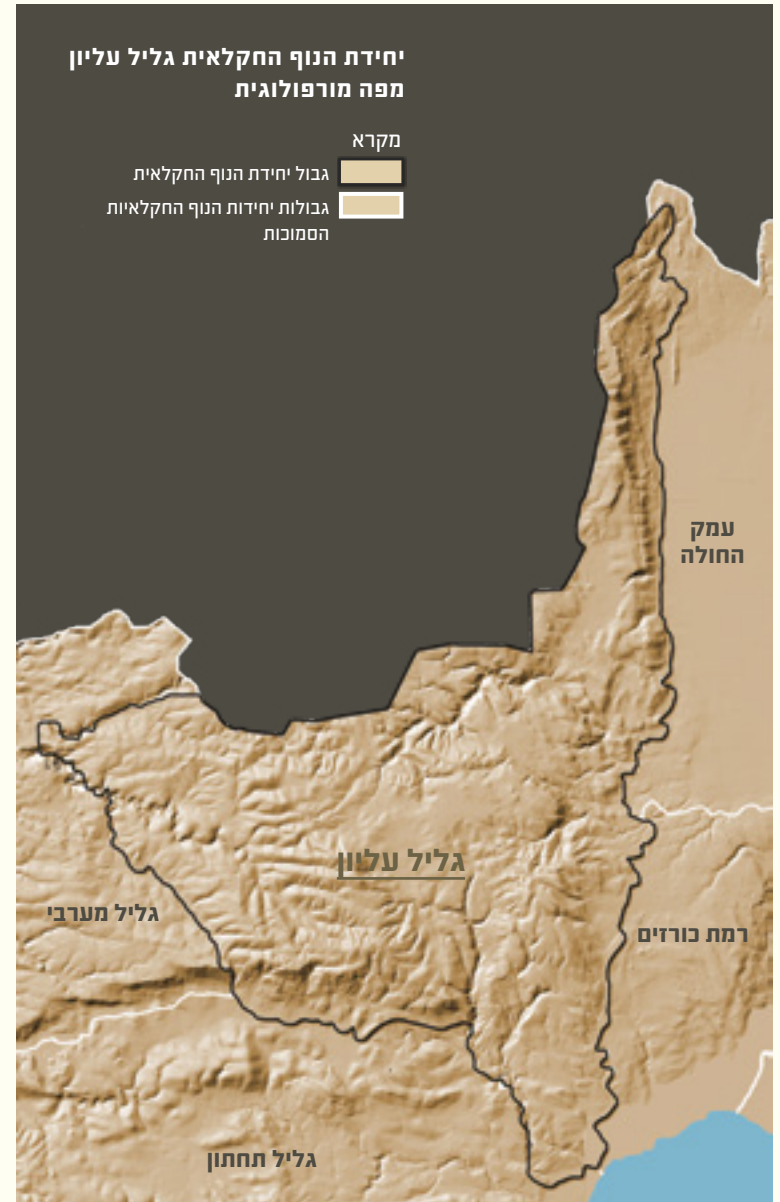 יחידת הנוף החקלאית גליל עליון
מפה מורפולוגית
מקרא
גבול יחידת הנוף החקלאית
גבולות יחידות הנוף החקלאיות
הסמוכות
עמק
החולה
גליל עליון
גליל מערבי
רמת כורזים
גליל תחתון